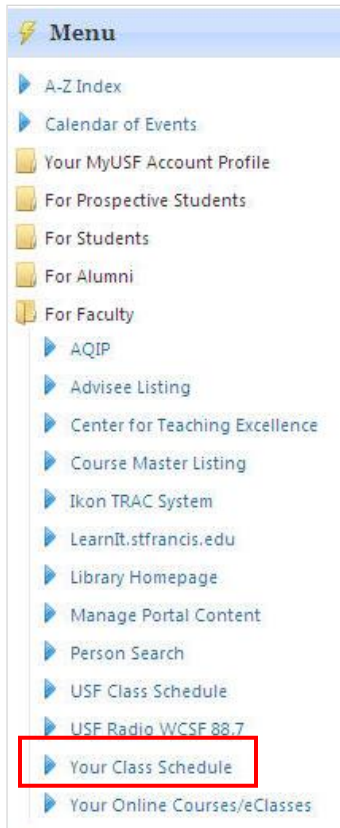 Menu
A-Z Index
Calendar of Events
Your MyUSF Account Profile
For Prospective Students
For Students
For Alumni
For Faculty
AQIP
Advisee Listing
Center for Teaching Excellence
Course Master Listing
Ikon TRAC System
LearnIt.stfrancis.edu
Library Homepage
Manage Portal Content
Person Search
USF Class Schedule
USF Radio WCSF 88.7
Your Class Schedule
Your Online Courses/eClasses